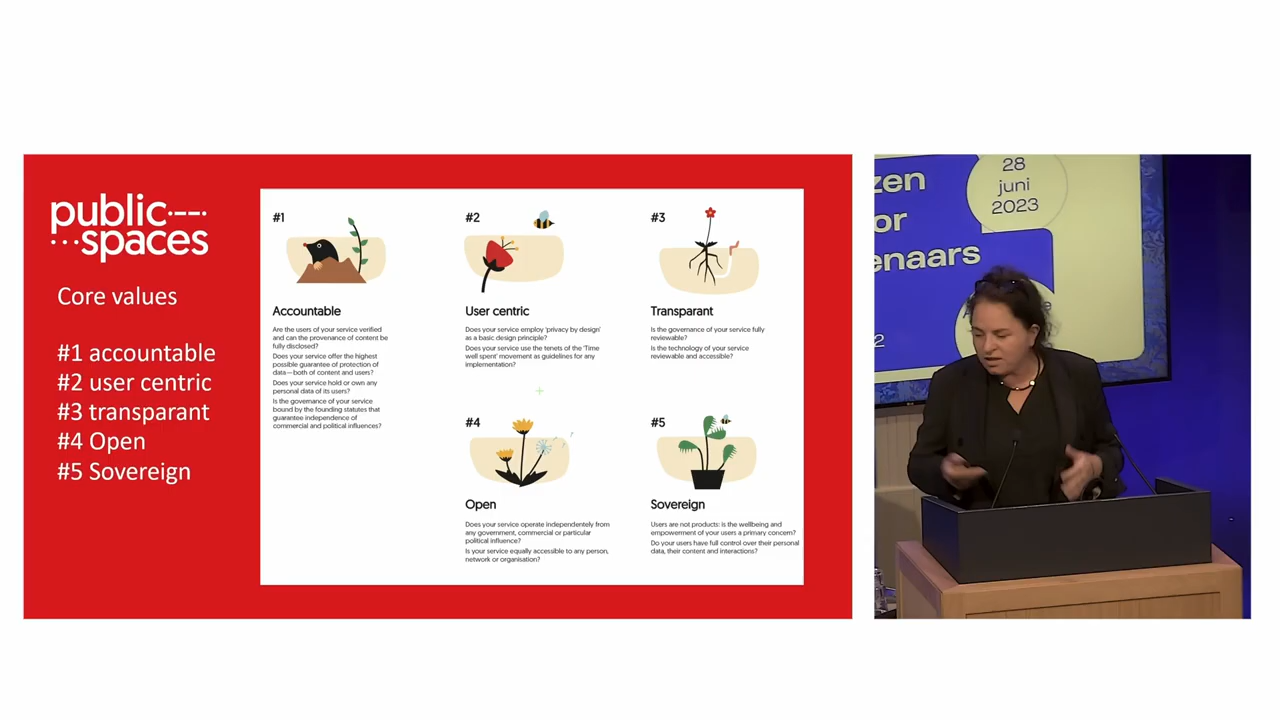 public
spaces
Core values
#1 accountable
#2 user centric
#3 transparant
#4 Open
#5 Sovereign
#1
Accountable
Are the users of your service verified
and can the provenance of content be
fully disclosed?
Does your service offer the highest
possible guarantee of protection of
data—both of content and users?
Does your service hold or own any
personal data of its users?
Is the governance of your service
bound by the founding statutes that
guarantee independence of
commercial and political influences?
#2
User centric
Does your service employ 'privacy by design'
as a basic design principle?
Does your service use the tenets of the 'Time
well spent' movement as guidelines for any
implementation?
#3
Transparant
Is the governance of your service fully
reviewable?
Is the technology of your service
reviewable and accessible?
#4
Open
Does your service operate independetely from
any government, commercial or particular
political influence?
Is your service equally accessible to any person,
network or organisation?
#5
Sovereign
Users are not products: is the wellbeing and
empowerment of your users a primary concern?
Do your users have full control over their personal
data, their content and interactions?
zen
or
enaars
28
juni
2023
2